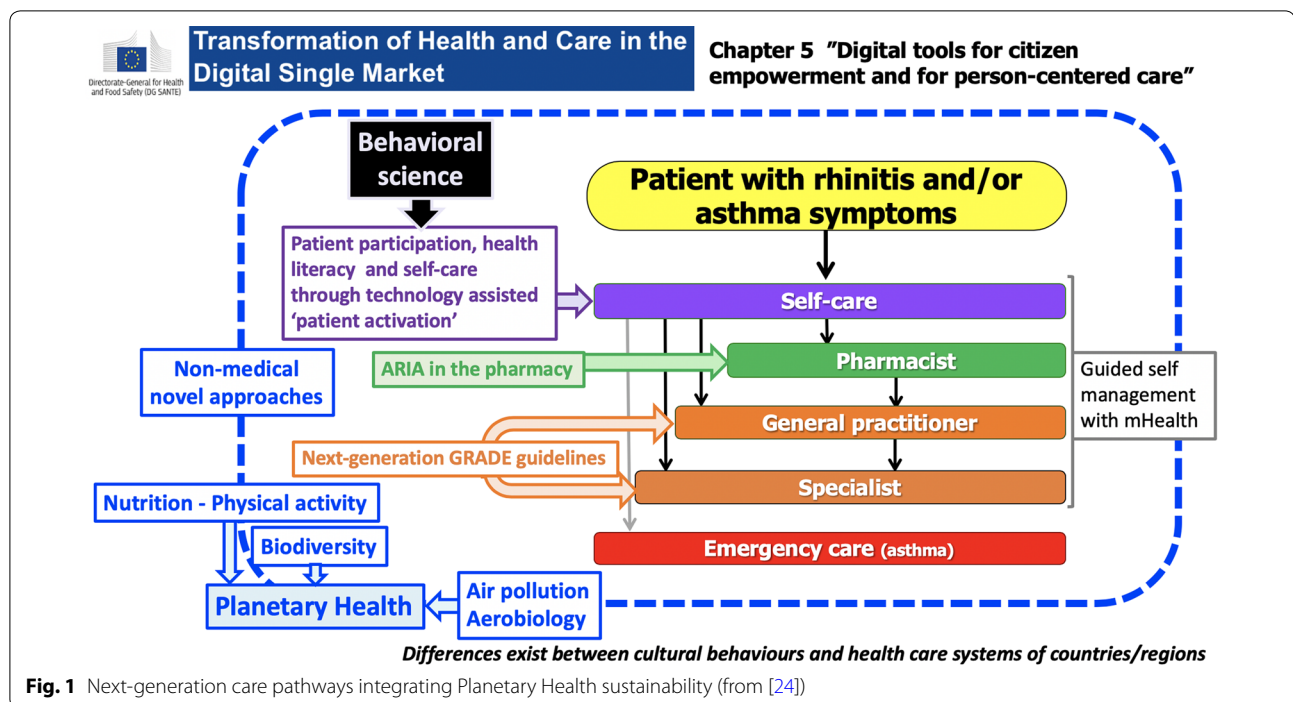 Directorate-General for Health
and Food Safety (DG SANTE)
Transformation of Health and Care in the
Digital Single Market
Chapter 5 ”Digital tools for citizen
empowerment and for person-centered care”
Behavioral
science
Patient with rhinitis and/or
asthma symptoms
Patient participation, health
literacy and self-care
through technology assisted
‘patient activation’
Self-care
ARIA in the pharmacy
Pharmacist
Non-medical
novel approaches
Guided self
management
with mHealth
General practitioner
Next-generation GRADE guidelines
Specialist
Nutrition - Physical activity
Biodiversity
Emergency care (asthma)
Planetary Health
Air pollution
Aerobiology
Differences exist between cultural behaviours and health care systems of countries/regions
Fig. 1 Next-generation care pathways integrating Planetary Health sustainability (from [24])